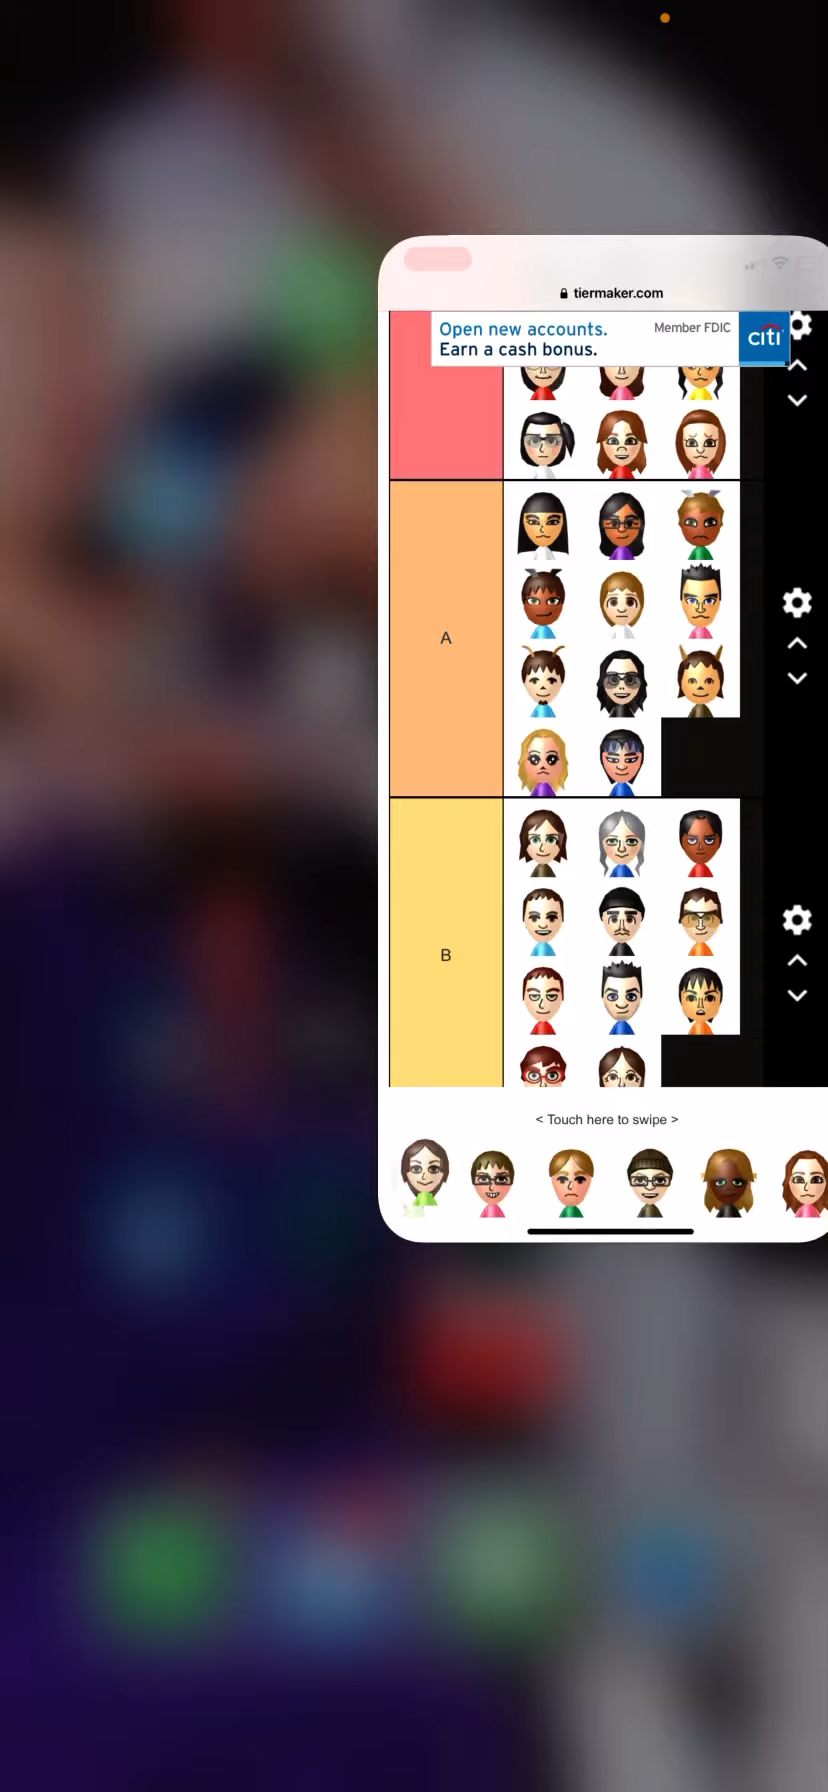 tiermaker.com
Open new accounts.
Earn a cash bonus.
Member FDIC
citi
A
B
< Touch here to swipe >